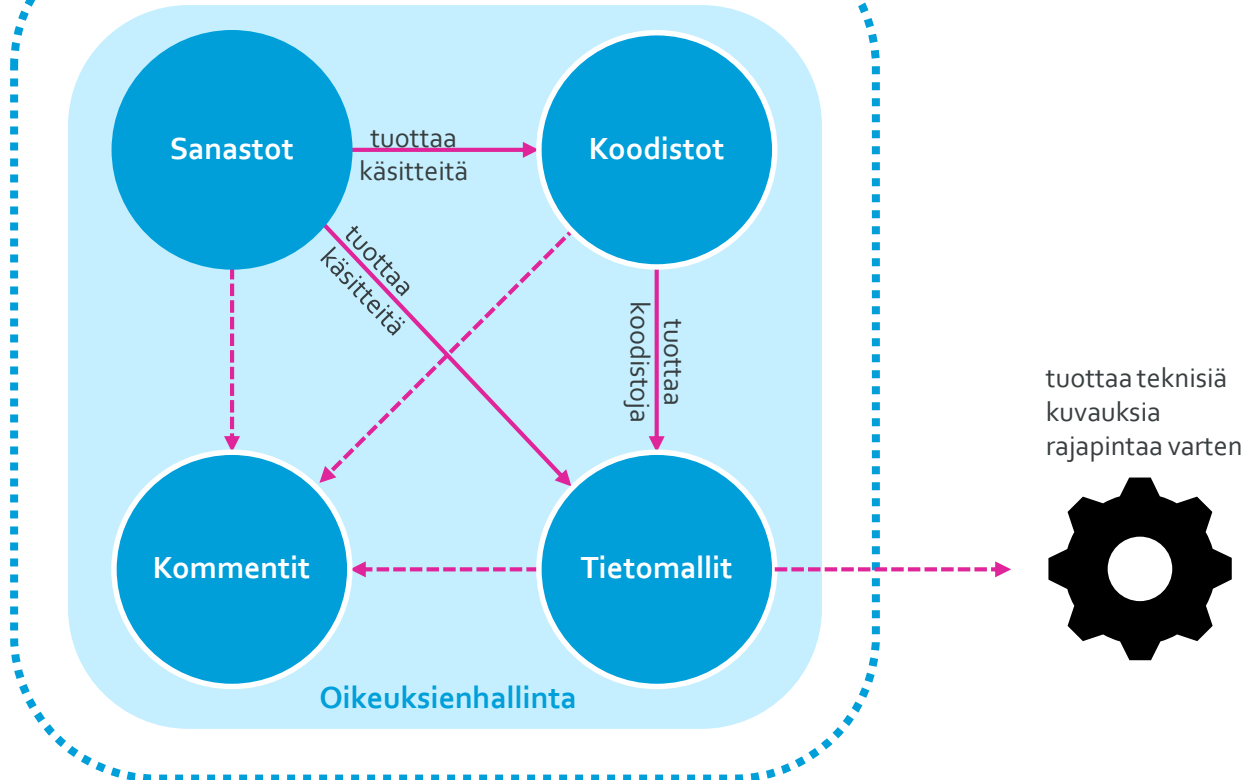 Sanastot
tuottaa
käsitteitä
Koodistot
tuottaa
käsitteitä
tuottaa
koodistoja
tuottaa teknisiä
kuvauksia
rajapintaa varten
Kommentit
Tietomallit
Oikeuksienhallinta